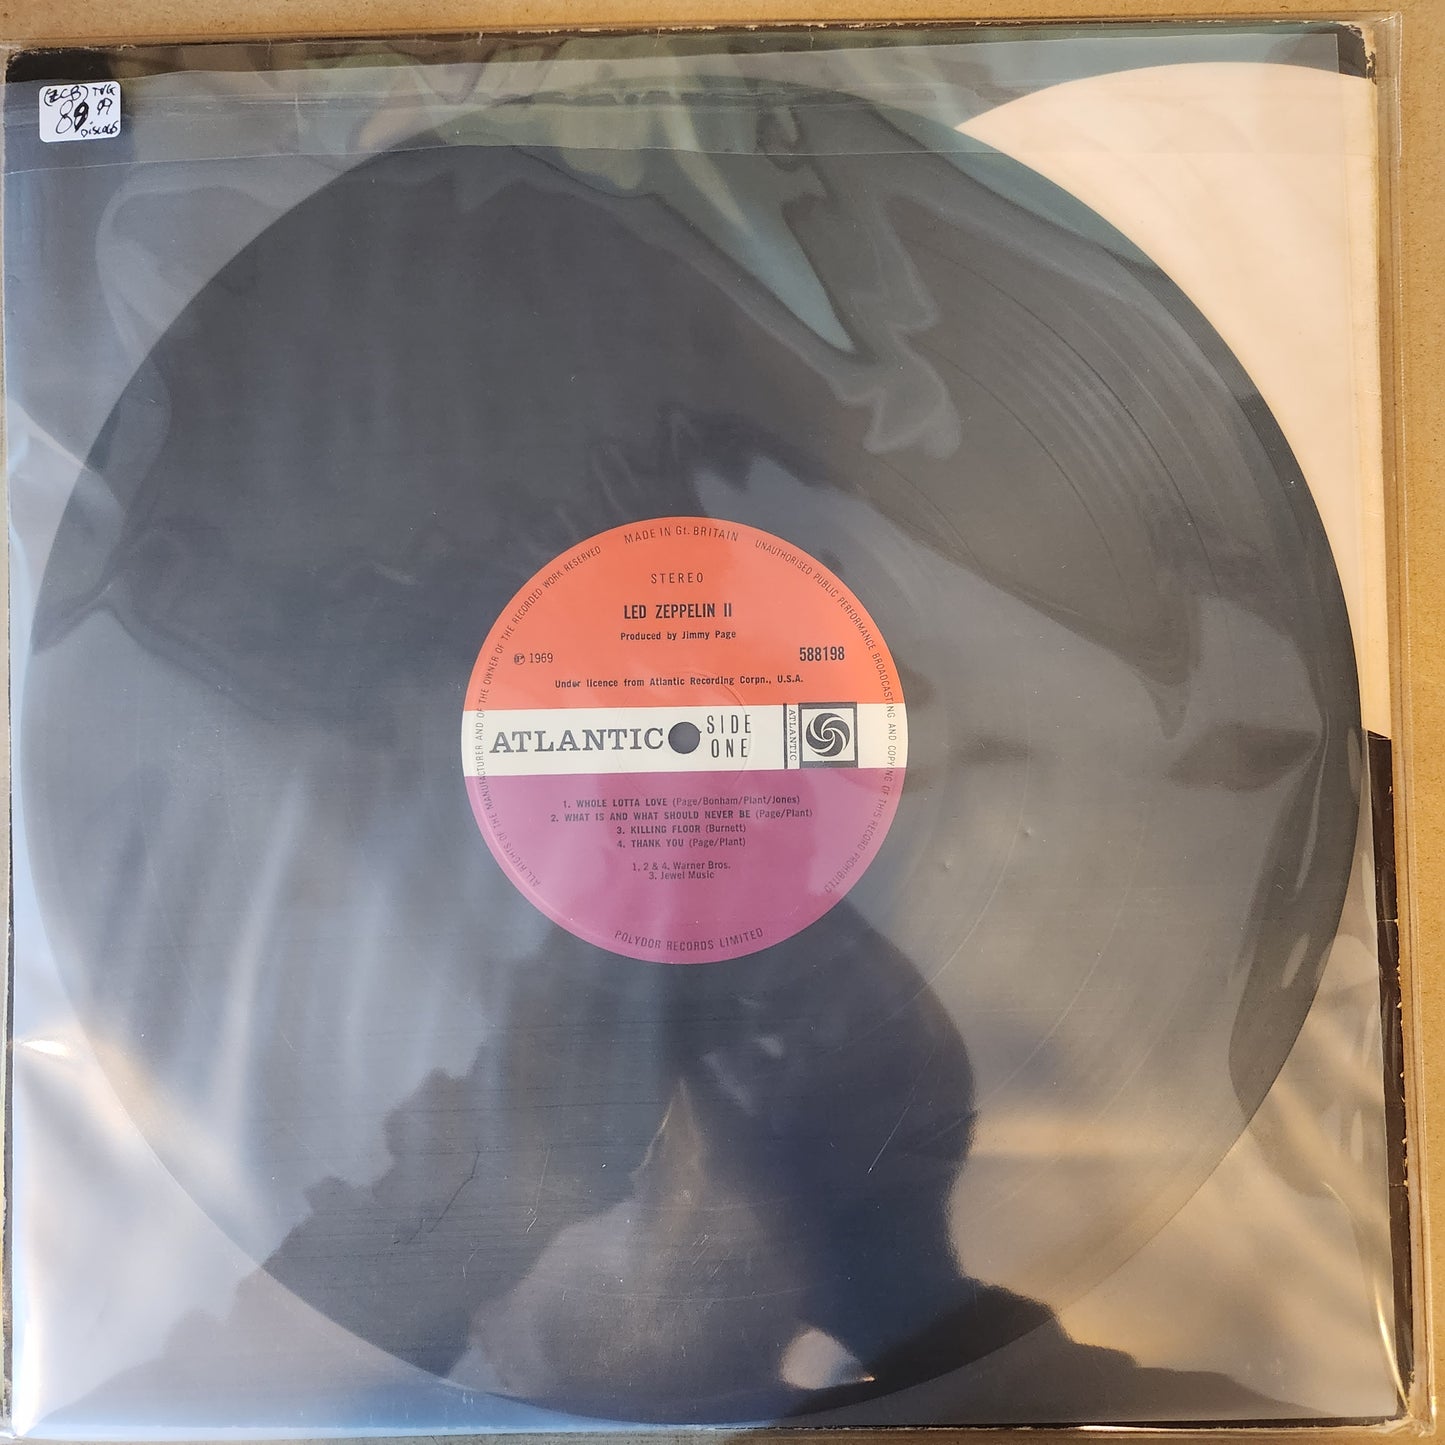 89.99
DISCOGS
MADE IN Gt. BRITAIN
ALL RIGHTS OF THE MANUFACTURER AND OF THE OWNER OF THE RECORDED WORK RESERVED
UNAUTHORISED PUBLIC PERFORMANCE BROADCASTING AND COPYING OF THIS RECORD PROHIBITED
STEREO
LED ZEPPELIN II
Produced by Jimmy Page
℗ 1969
588198
Under licence from Atlantic Recording Corpn., U.S.A.
ATLANTIC
SIDE
ONE
ATLANTIC
1. WHOLE LOTTA LOVE (Page/Bonham/Plant/Jones)
2. WHAT IS AND WHAT SHOULD NEVER BE (Page/Plant)
3. KILLING FLOOR (Burnett)
4. THANK YOU (Page/Plant)
1, 2 & 4. Warner Bros.
3. Jewel Music
POLYDOR RECORDS LIMITED